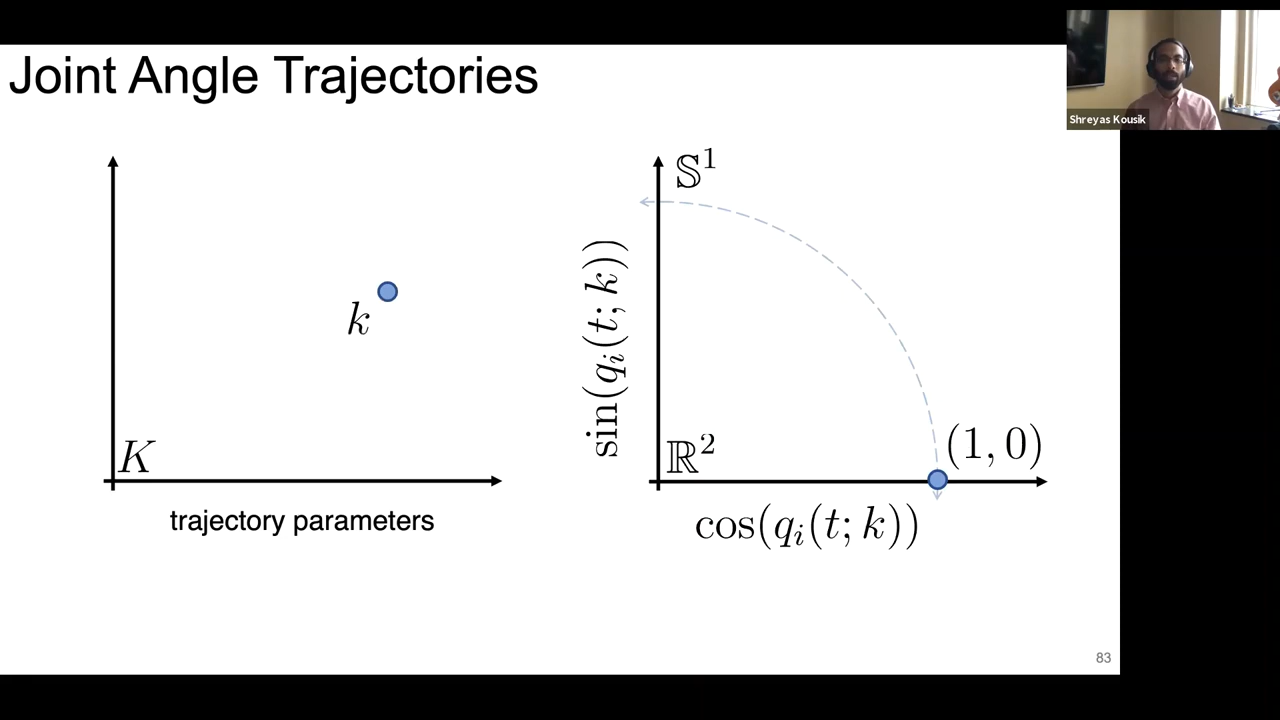 Joint Angle Trajectories
Shreyas Kousik
k
K
trajectory parameters
𝕊¹
sin(qᵢ(t; k))
ℝ²
(1, 0)
cos(qᵢ(t; k))
83